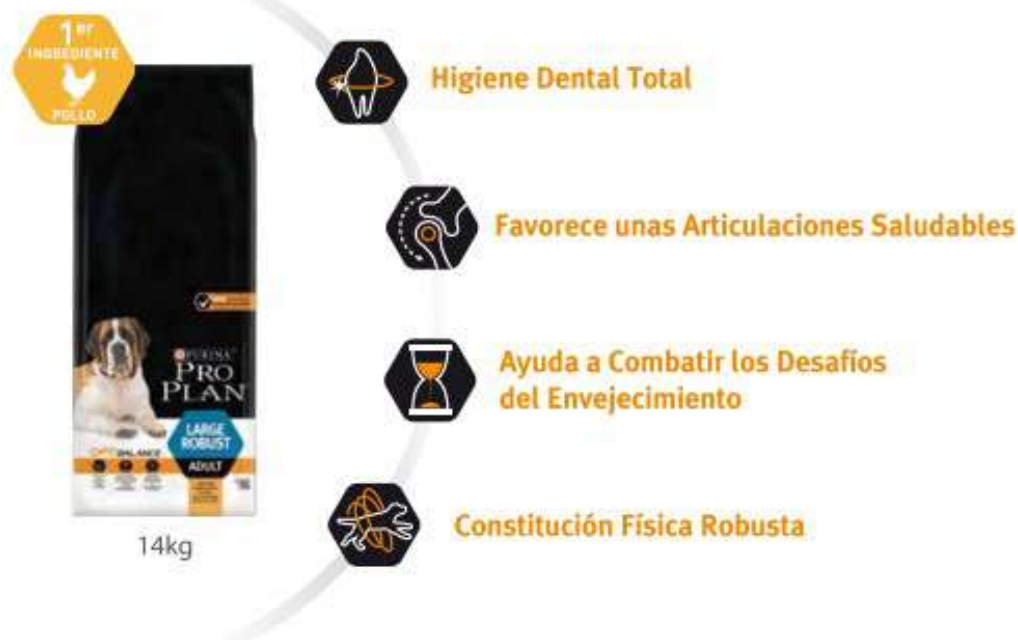 1er
INGREDIENTE
POLLO
PURINA
PRO
PLAN
LARGE
ROBUST
OPTIBALANCE
ADULT
14kg
Higiene Dental Total
Favorece unas Articulaciones Saludables
Ayuda a Combatir los Desafíos
del Envejecimiento
Constitución Física Robusta